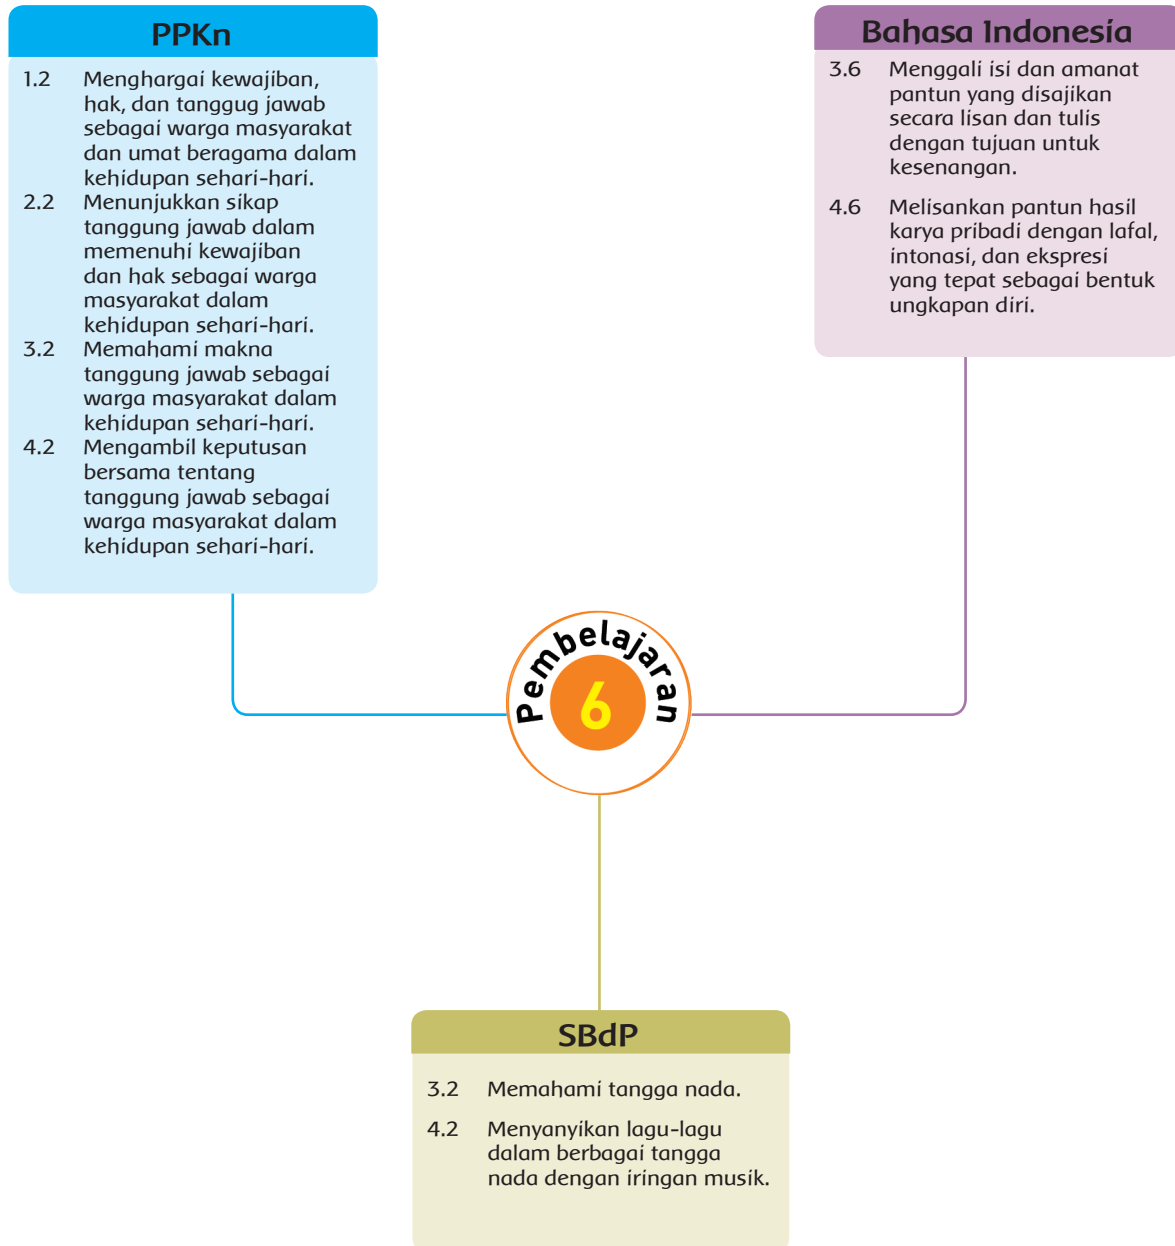 PPKn
1.2 Menghargai kewajiban,
hak, dan tanggug jawab
sebagai warga masyarakat
dan umat beragama dalam
kehidupan sehari-hari.
2.2 Menunjukkan sikap
tanggung jawab dalam
memenuhi kewajiban
dan hak sebagai warga
masyarakat dalam
kehidupan sehari-hari.
3.2 Memahami makna
tanggung jawab sebagai
warga masyarakat dalam
kehidupan sehari-hari.
4.2 Mengambil keputusan
bersama tentang
tanggung jawab sebagai
warga masyarakat dalam
kehidupan sehari-hari.
Bahasa Indonesia
3.6 Menggali isi dan amanat
pantun yang disajikan
secara lisan dan tulis
dengan tujuan untuk
kesenangan.
4.6 Melisankan pantun hasil
karya pribadi dengan lafal,
intonasi, dan ekspresi
yang tepat sebagai bentuk
ungkapan diri.
Pembelajaran
6
SBdP
3.2 Memahami tangga nada.
4.2 Menyanyikan lagu-lagu
dalam berbagai tangga
nada dengan iringan musik.